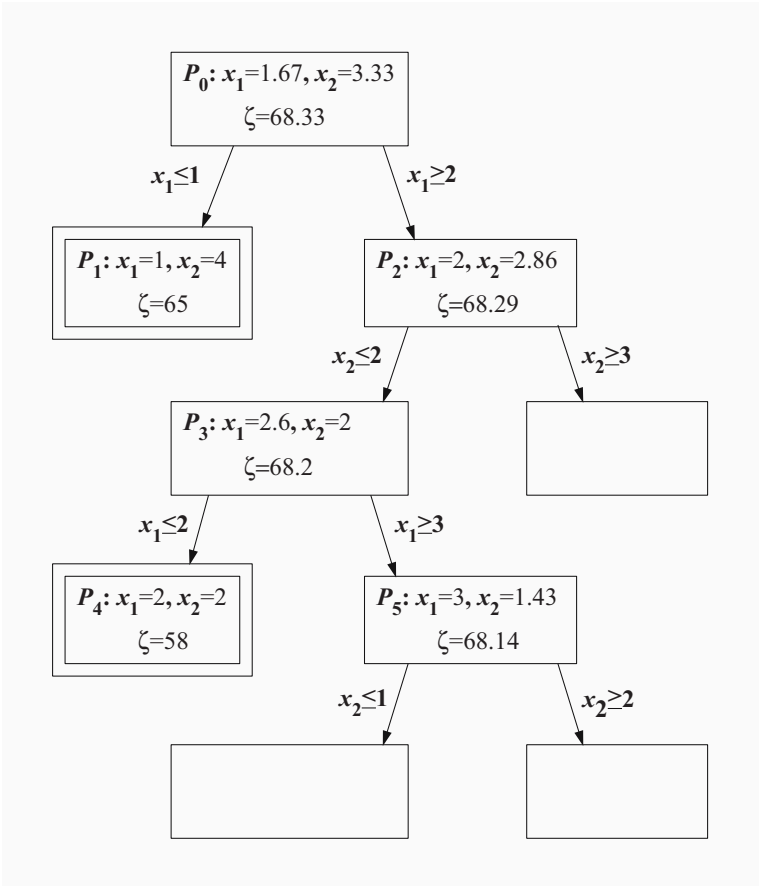 P₀: x₁=1.67, x₂=3.33
ζ=68.33
x₁≤1
x₁≥2
P₁: x₁=1, x₂=4
ζ=65
P₂: x₁=2, x₂=2.86
ζ=68.29
x₂≤2
x₂≥3
P₃: x₁=2.6, x₂=2
ζ=68.2
x₁≤2
x₁≥3
P₄: x₁=2, x₂=2
ζ=58
P₅: x₁=3, x₂=1.43
ζ=68.14
x₂≤1
x₂≥2